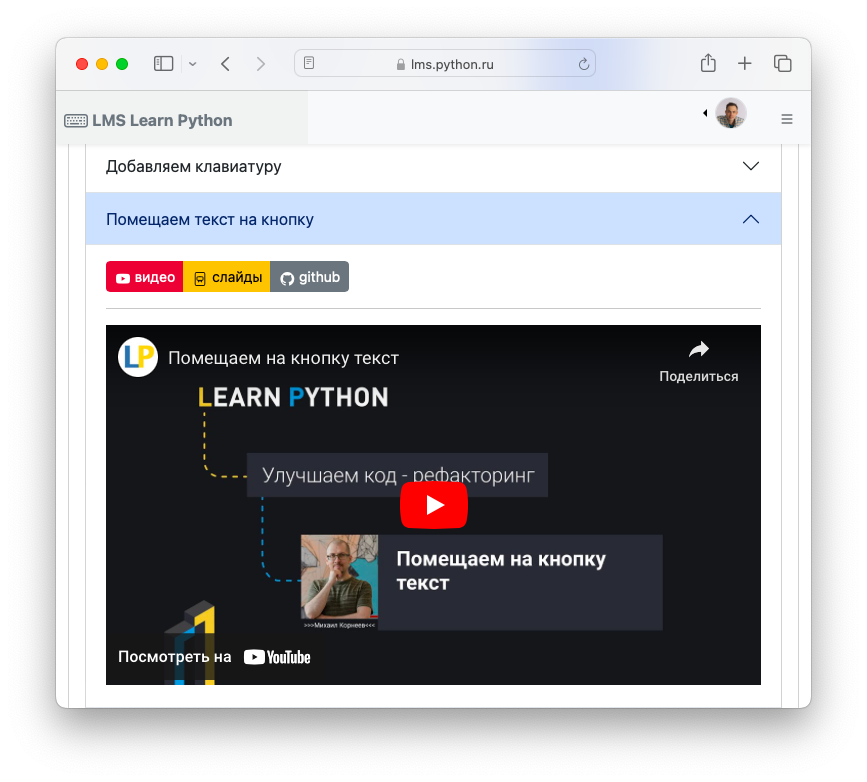 lms.python.ru
LMS Learn Python
Добавляем клавиатуру
Помещаем текст на кнопку
видео
слайды
github
LP
Помещаем на кнопку текст
Поделиться
LEARN PYTHON
Улучшаем код - рефакторинг
Помещаем на кнопку
текст
>>>Михаил Корнеев<<<
Посмотреть на YouTube